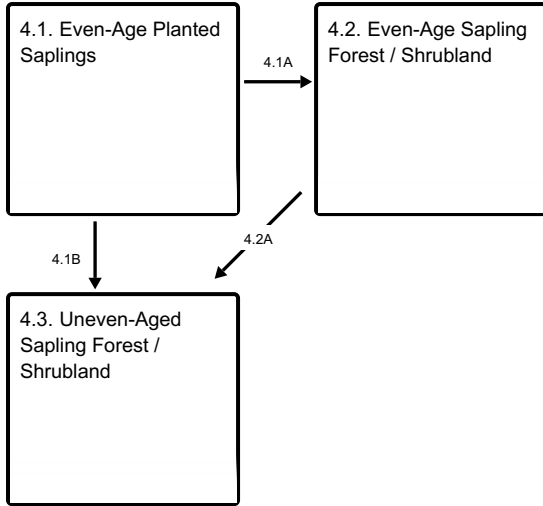 4.1. Even-Age Planted
Saplings
4.1A
4.2. Even-Age Sapling
Forest / Shrubland
4.1B
4.2A
4.3. Uneven-Aged
Sapling Forest /
Shrubland